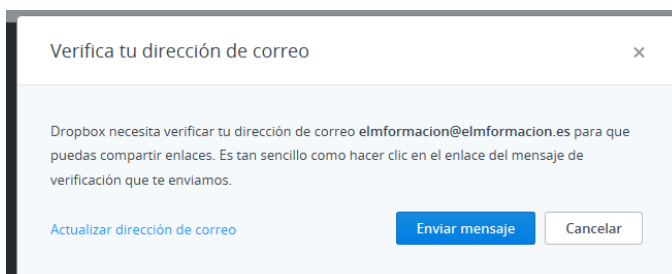 Verifica tu dirección de correo
×
Dropbox necesita verificar tu dirección de correo elmformacion@elmformacion.es para que
puedas compartir enlaces. Es tan sencillo como hacer clic en el enlace del mensaje de
verificación que te enviamos.
Actualizar dirección de correo
Enviar mensaje
Cancelar